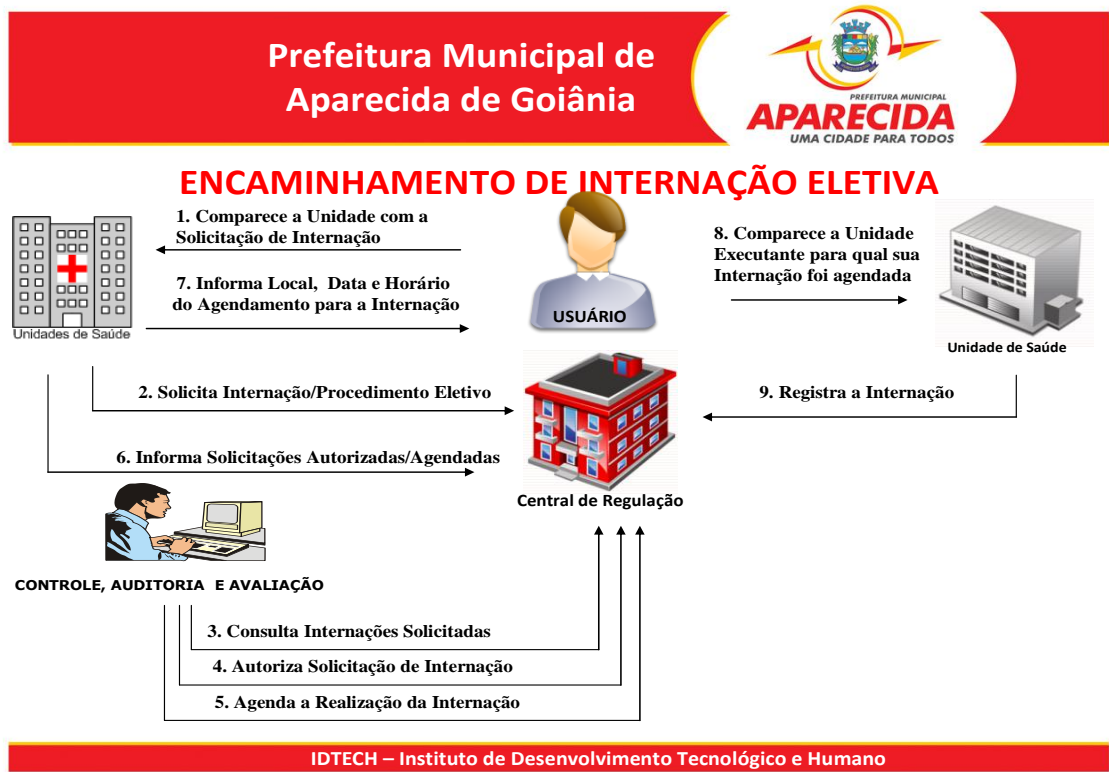 Prefeitura Municipal de
Aparecida de Goiânia
PREFEITURA MUNICIPAL
APARECIDA
UMA CIDADE PARA TODOS
ENCAMINHAMENTO DE INTERNAÇÃO ELETIVA
1. Comparece a Unidade com a
Solicitação de Internação
7. Informa Local, Data e Horário
do Agendamento para a Internação
Unidades de Saúde
USUÁRIO
8. Comparece a Unidade
Executante para qual sua
Internação foi agendada
Unidade de Saúde
2. Solicita Internação/Procedimento Eletivo
9. Registra a Internação
6. Informa Solicitações Autorizadas/Agendadas
Central de Regulação
CONTROLE, AUDITORIA E AVALIAÇÃO
3. Consulta Internações Solicitadas
4. Autoriza Solicitação de Internação
5. Agenda a Realização da Internação
IDTECH – Instituto de Desenvolvimento Tecnológico e Humano